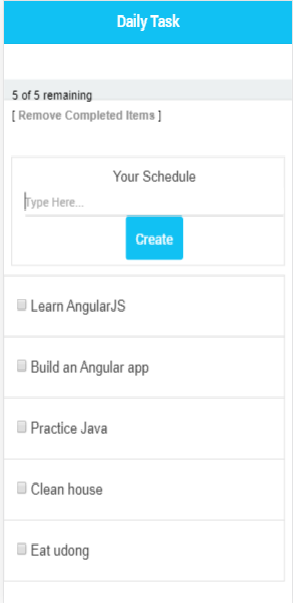 Daily Task
5 of 5 remaining
[ Remove Completed Items ]
Your Schedule
Type Here...
Create
Learn AngularJS
Build an Angular app
Practice Java
Clean house
Eat udong